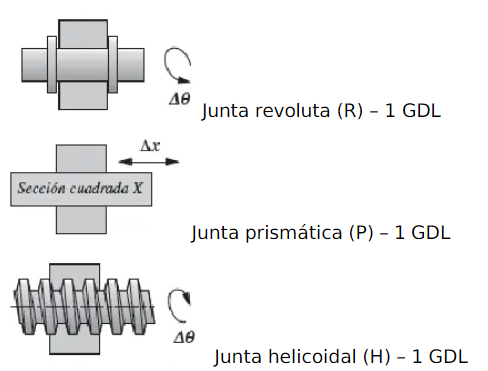 Δθ
Junta revoluta (R) – 1 GDL
Δx
Sección cuadrada X
Junta prismática (P) – 1 GDL
Δθ
Junta helicoidal (H) – 1 GDL